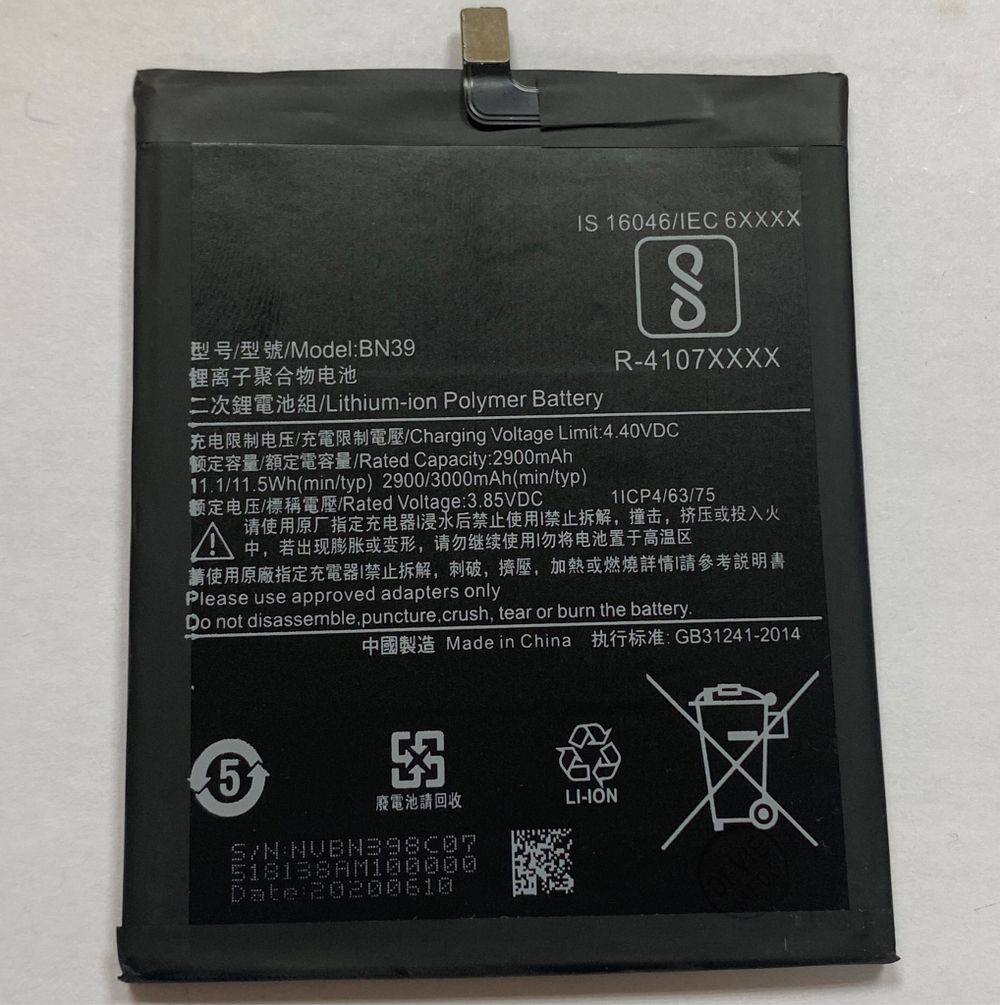 IS 16046/IEC 6XXXX
R-4107XXXX
型号/型號/Model:BN39
锂离子聚合物电池
二次鋰電池組/Lithium-ion Polymer Battery
充电限制电压/充電限制電壓/Charging Voltage Limit:4.40VDC
额定容量/額定電容量/Rated Capacity:2900mAh
11.1/11.5Wh(min/typ) 2900/3000mAh(min/typ)
额定电压/標稱電壓/Rated Voltage:3.85VDC 1ICP4/63/75
请使用原厂指定充电器|浸水后禁止使用|禁止拆解，撞击，挤压或投入火
中，若出现膨胀或变形，请勿继续使用|勿将电池置于高温区
請使用原廠指定充電器|禁止拆解，刺破，擠壓，加熱或燃燒詳情|請參考説明書
Please use approved adapters only
Do not disassemble,puncture,crush, tear or burn the battery.
中國製造 Made in China 执行标准: GB31241-2014
5
廢電池請回收
LI-ION
S/N:NVBN398C07
518138AM100000
Date:20200610